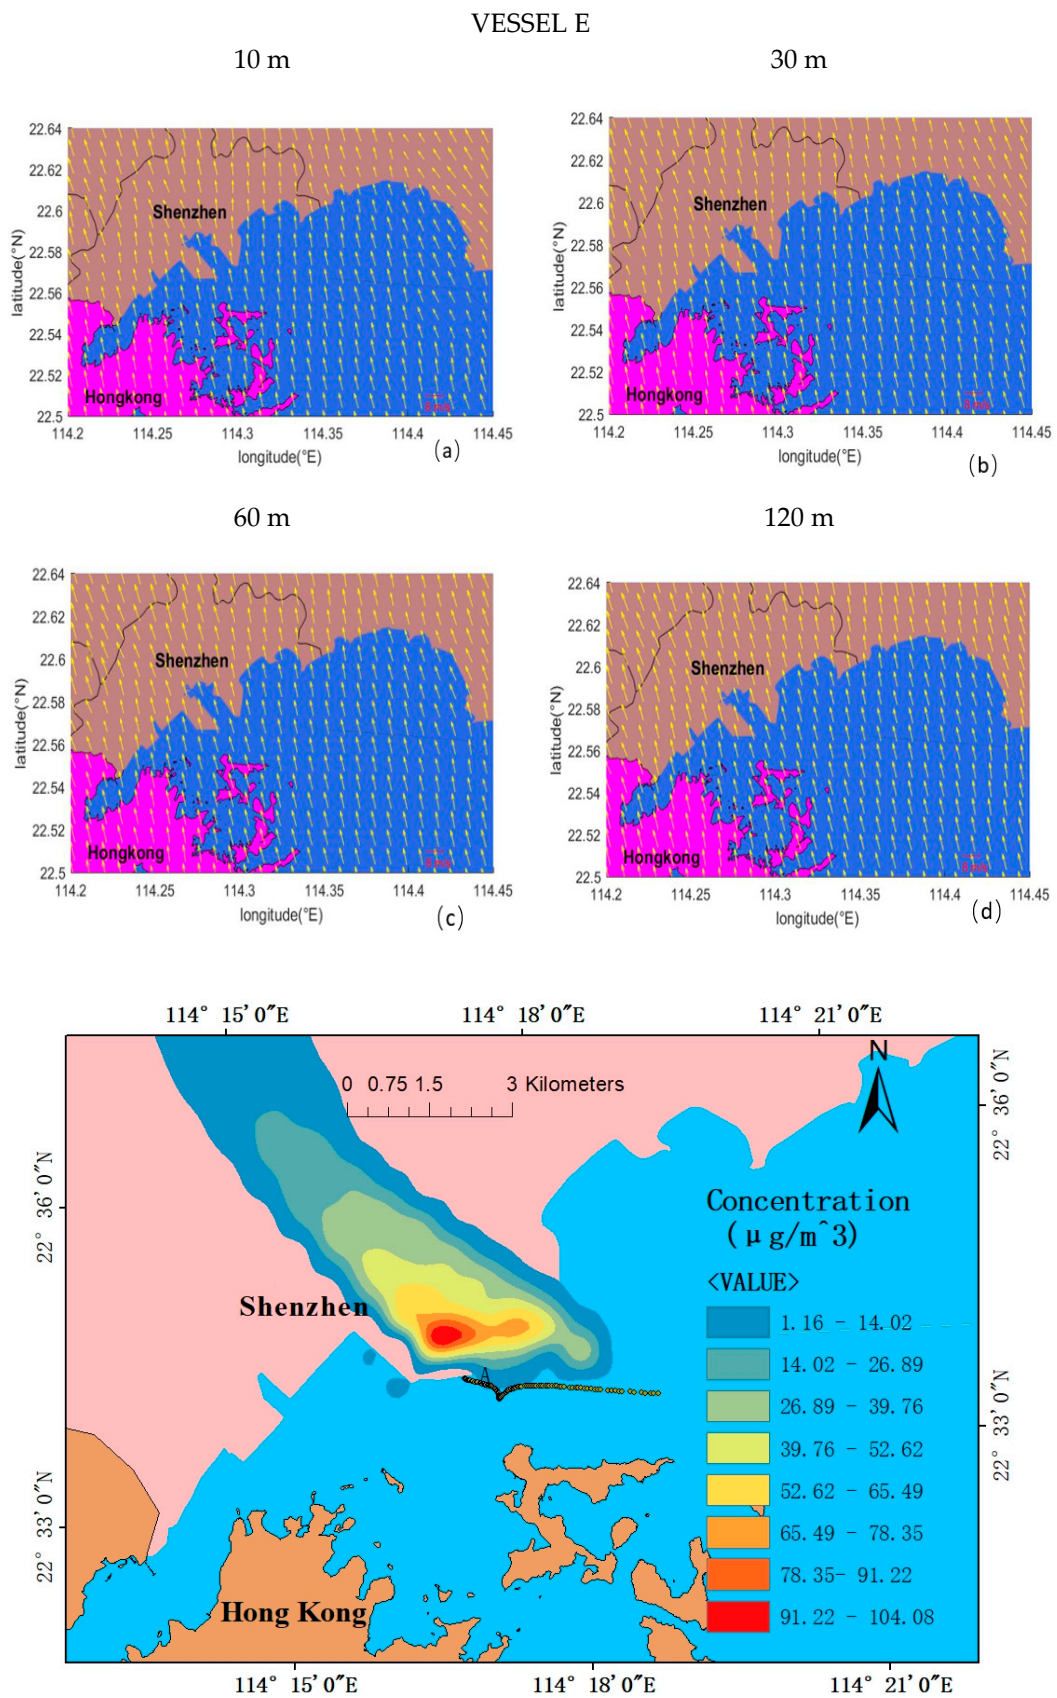 VESSEL E
10 m
30 m
22.64
22.62
22.6
22.58
22.56
22.54
22.52
22.5
latitude(°N)
Shenzhen
Hongkong
114.2
114.25
114.3
114.35
114.4
114.45
longitude(°E)
(a)
22.64
22.62
22.6
22.58
22.56
22.54
22.52
22.5
latitude(°N)
Shenzhen
Hongkong
114.2
114.25
114.3
114.35
114.4
114.45
longitude(°E)
(b)
60 m
120 m
22.64
22.62
22.6
22.58
22.56
22.54
22.52
22.5
latitude(°N)
Shenzhen
Hongkong
114.2
114.25
114.3
114.35
114.4
114.45
longitude(°E)
(c)
22.64
22.62
22.6
22.58
22.56
22.54
22.52
22.5
latitude(°N)
Shenzhen
Hongkong
114.2
114.25
114.3
114.35
114.4
114.45
longitude(°E)
(d)
114° 15′ 0″E
114° 18′ 0″E
114° 21′ 0″E
0 0.75 1.5 3 Kilometers
N
22° 36′ 0″N
22° 36′ 0″N
Concentration
(μg/m^3)
<VALUE>
1.16 - 14.02
14.02 - 26.89
26.89 - 39.76
39.76 - 52.62
52.62 - 65.49
65.49 - 78.35
78.35- 91.22
91.22 - 104.08
Shenzhen
A
22° 33′ 0″N
22° 33′ 0″N
Hong Kong
114° 15′ 0″E
114° 18′ 0″E
114° 21′ 0″E